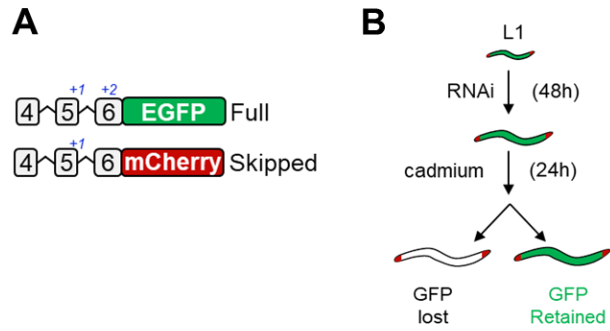 A
+1 +2
4 5 6 EGFP Full
+1
4 5 6 mCherry Skipped
B
L1
RNAi (48h)
cadmium (24h)
GFP GFP
lost Retained